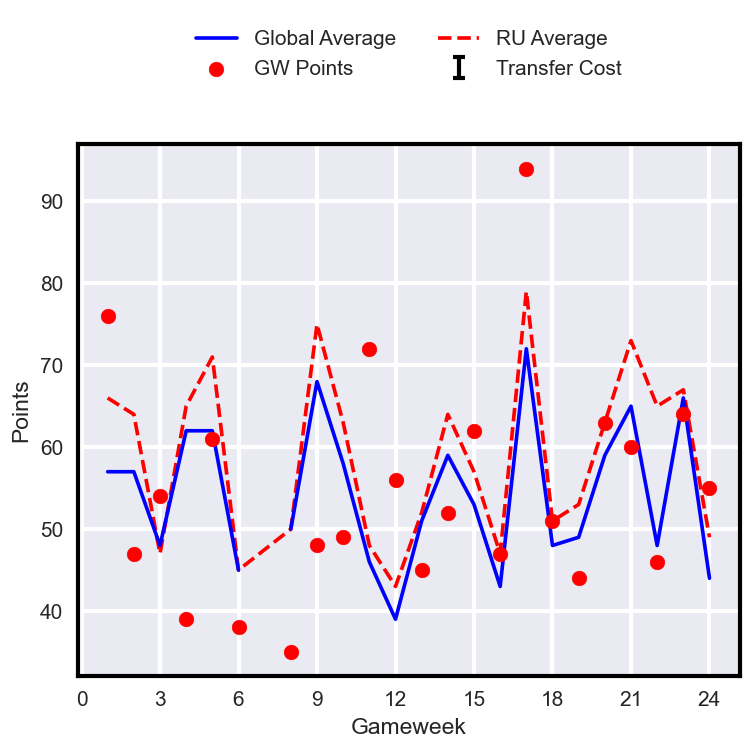 Global Average
RU Average
GW Points
Transfer Cost
90
80
70
60
50
40
Points
0 3 6 9 12 15 18 21 24
Gameweek